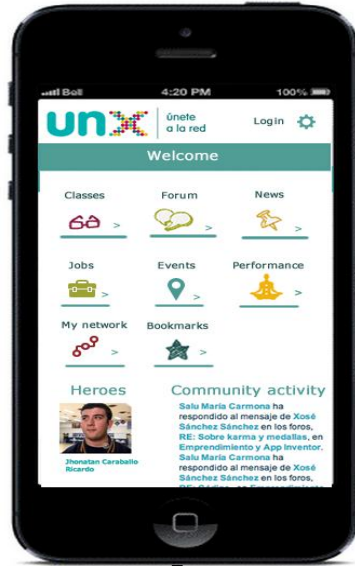 Bell 4:20 PM 100%
unx únete
a la red
Login
Welcome
Classes Forum News
> > >
Jobs Events Performance
> > >
My network Bookmarks
> >
Heroes Community activity
Salu María Carmona ha
respondido al mensaje de Xosé
Sánchez Sánchez en los foros,
RE: Sobre karma y medallas, en
Emprendimiento y App Inventor.
Salu María Carmona ha
respondido al mensaje de Xosé
Sánchez Sánchez en los foros,
Jhonatan Caraballo
Ricardo